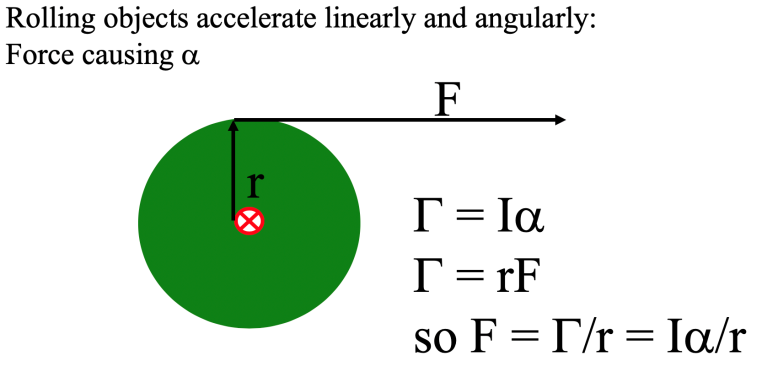 Rolling objects accelerate linearly and angularly:
Force causing α
F
r
Γ = Iα
Γ = rF
so F = Γ/r = Iα/r